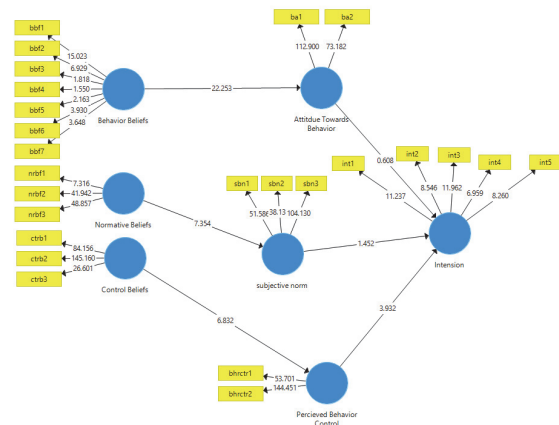 bbf1
bbf2
bbf3
bbf4
bbf5
bbf6
bbf7
15.023
6.929
1.818
1.550
2.163
3.930
3.648
Behavior Beliefs
22.253
ba1
ba2
112.900
73.182
Attitdue Towards
Behavior
0.608
nrbf1
nrbf2
nrbf3
7.316
41.942
48.857
Normative Beliefs
7.354
sbn1
sbn2
sbn3
51.586
38.13
104.130
subjective norm
1.452
int1
int2
int3
int4
int5
11.237
8.546
11.962
6.959
8.260
Intension
ctrb1
ctrb2
ctrb3
84.156
145.160
26.601
Control Beliefs
6.832
3.932
bhrctr1
bhrctr2
53.701
144.451
Percieved Behavior
Control